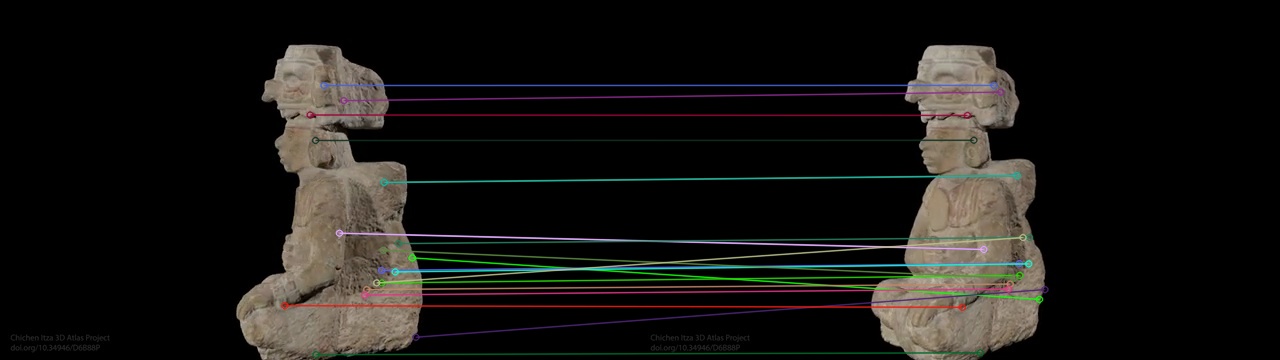 Chichen Itza 3D Atlas Project
doi.org/10.34946/D6B88P
Chichen Itza 3D Atlas Project
doi.org/10.34946/D6B88P